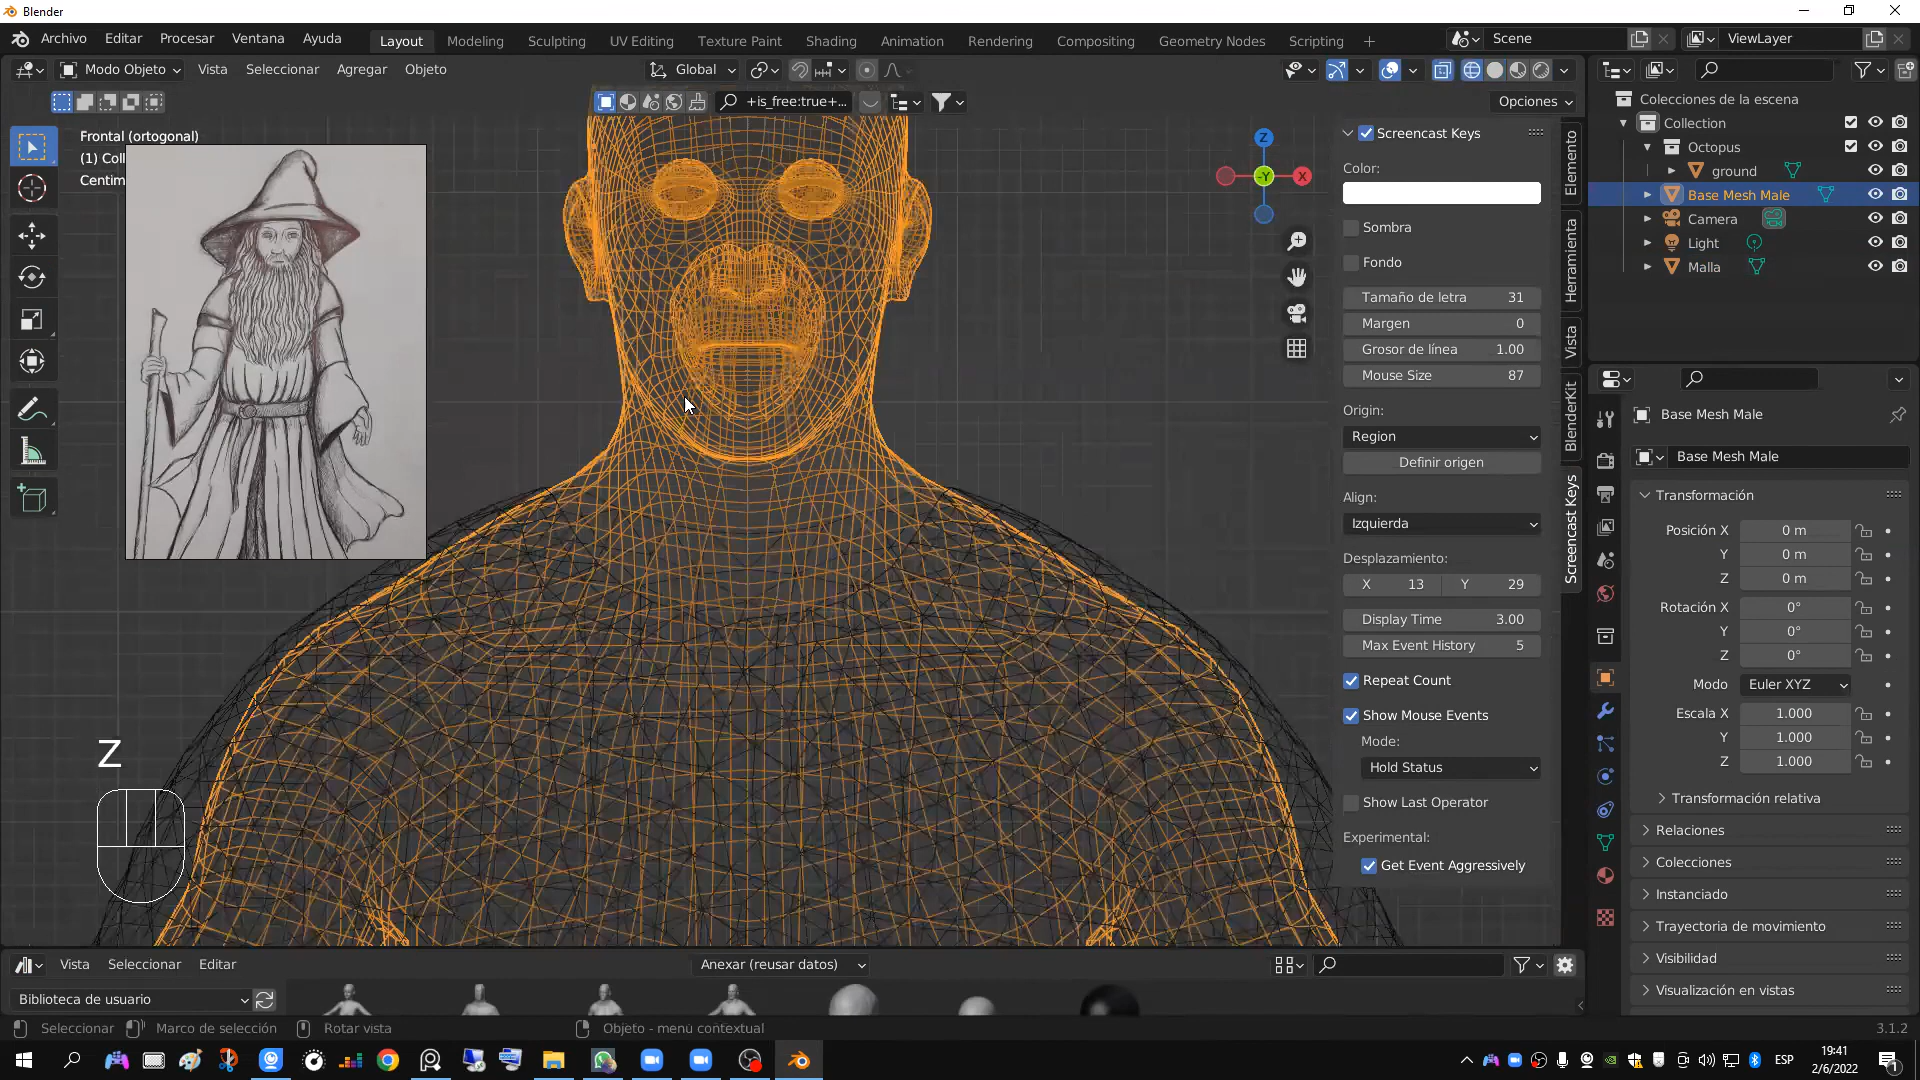 Blender
Archivo Editar Procesar Ventana Ayuda Layout Modeling Sculpting UV Editing Texture Paint Shading Animation Rendering Compositing Geometry Nodes Scripting + Scene ViewLayer
Modo Objeto Vista Seleccionar Agregar Objeto Global
+is_free:true+... Opciones
Frontal (ortogonal)
(1) Coll
Centím
Z
X
-Y
Screencast Keys
Color:
Sombra
Fondo
Tamaño de letra 31
Margen 0
Grosor de línea 1.00
Mouse Size 87
Origin:
Region
Definir origen
Align:
Izquierda
Desplazamiento:
X 13 Y 29
Display Time 3.00
Max Event History 5
Repeat Count
Show Mouse Events
Mode:
Hold Status
Show Last Operator
Experimental:
Get Event Aggressively
Elemento
Herramienta
Vista
BlenderKit
Screencast Keys
Z
Colecciones de la escena
Collection
Octopus
ground
Base Mesh Male
Camera
Light
Malla
Base Mesh Male
Base Mesh Male
Transformación
Posición X 0 m
Y 0 m
Z 0 m
Rotación X 0°
Y 0°
Z 0°
Modo Euler XYZ
Escala X 1.000
Y 1.000
Z 1.000
Transformación relativa
Relaciones
Colecciones
Instanciado
Trayectoria de movimiento
Visibilidad
Visualización en vistas
Vista Seleccionar Editar Anexar (reusar datos)
Biblioteca de usuario
Seleccionar Marco de selección Rotar vista Objeto - menú contextual 3.1.2
ESP
19:41
2/6/2022
1